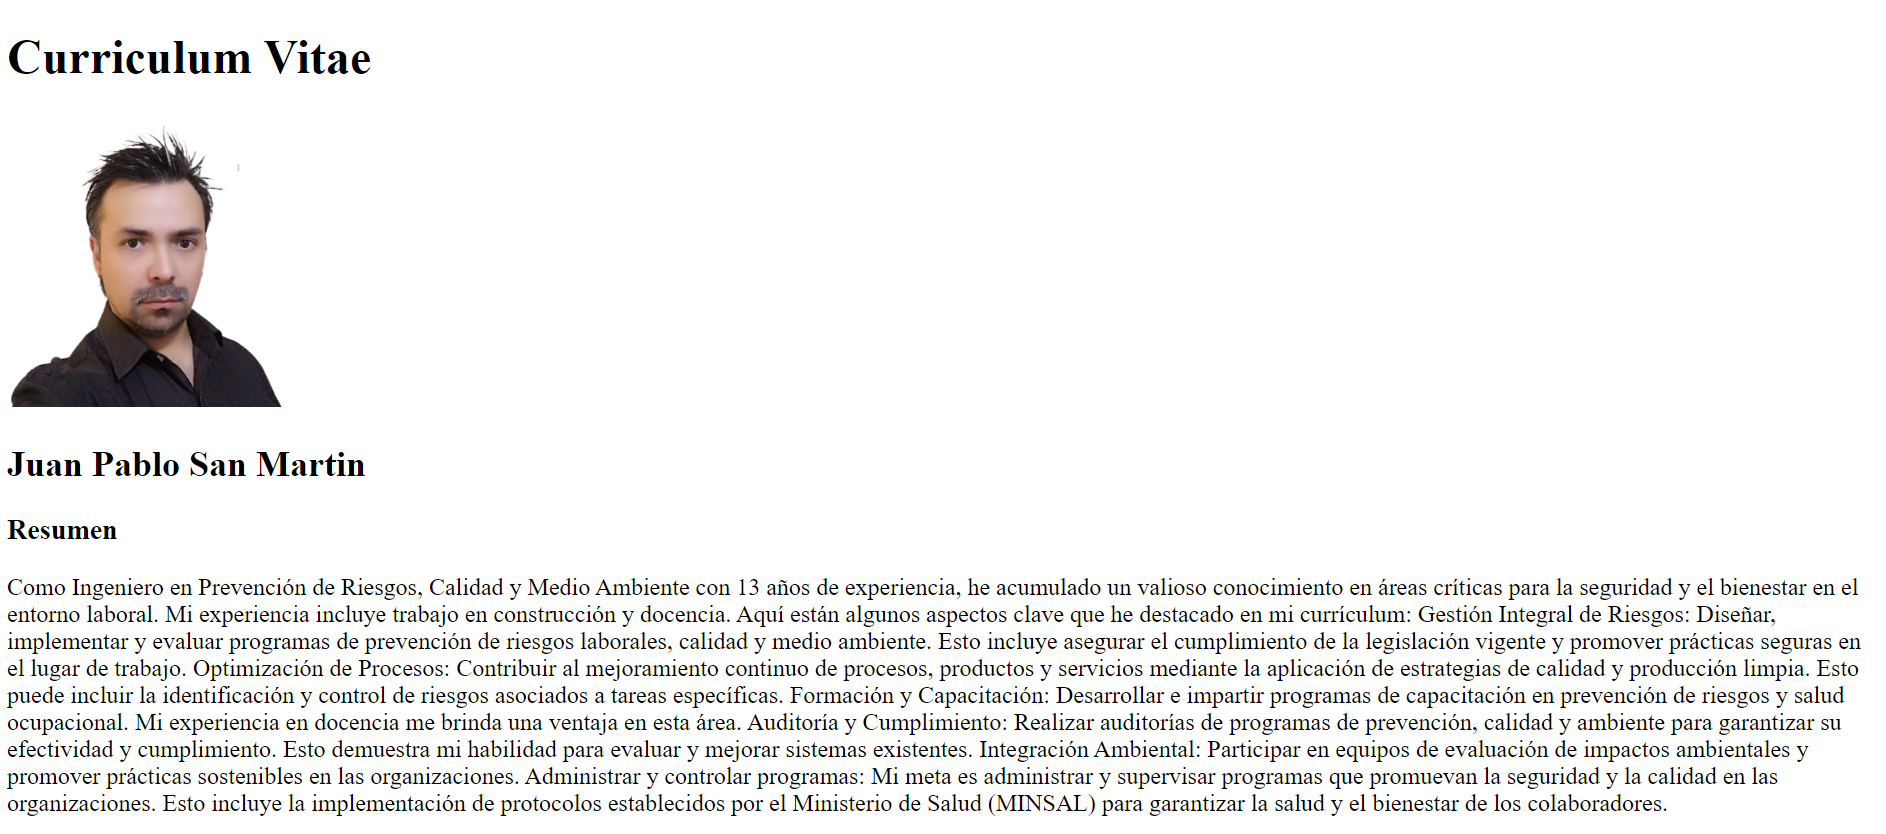 Curriculum Vitae
Juan Pablo San Martin
Resumen
Como Ingeniero en Prevención de Riesgos, Calidad y Medio Ambiente con 13 años de experiencia, he acumulado un valioso conocimiento en áreas críticas para la seguridad y el bienestar en el
entorno laboral. Mi experiencia incluye trabajo en construcción y docencia. Aquí están algunos aspectos clave que he destacado en mi currículum: Gestión Integral de Riesgos: Diseñar,
implementar y evaluar programas de prevención de riesgos laborales, calidad y medio ambiente. Esto incluye asegurar el cumplimiento de la legislación vigente y promover prácticas seguras en
el lugar de trabajo. Optimización de Procesos: Contribuir al mejoramiento continuo de procesos, productos y servicios mediante la aplicación de estrategias de calidad y producción limpia. Esto
puede incluir la identificación y control de riesgos asociados a tareas específicas. Formación y Capacitación: Desarrollar e impartir programas de capacitación en prevención de riesgos y salud
ocupacional. Mi experiencia en docencia me brinda una ventaja en esta área. Auditoría y Cumplimiento: Realizar auditorías de programas de prevención, calidad y ambiente para garantizar su
efectividad y cumplimiento. Esto demuestra mi habilidad para evaluar y mejorar sistemas existentes. Integración Ambiental: Participar en equipos de evaluación de impactos ambientales y
promover prácticas sostenibles en las organizaciones. Administrar y controlar programas: Mi meta es administrar y supervisar programas que promuevan la seguridad y la calidad en las
organizaciones. Esto incluye la implementación de protocolos establecidos por el Ministerio de Salud (MINSAL) para garantizar la salud y el bienestar de los colaboradores.